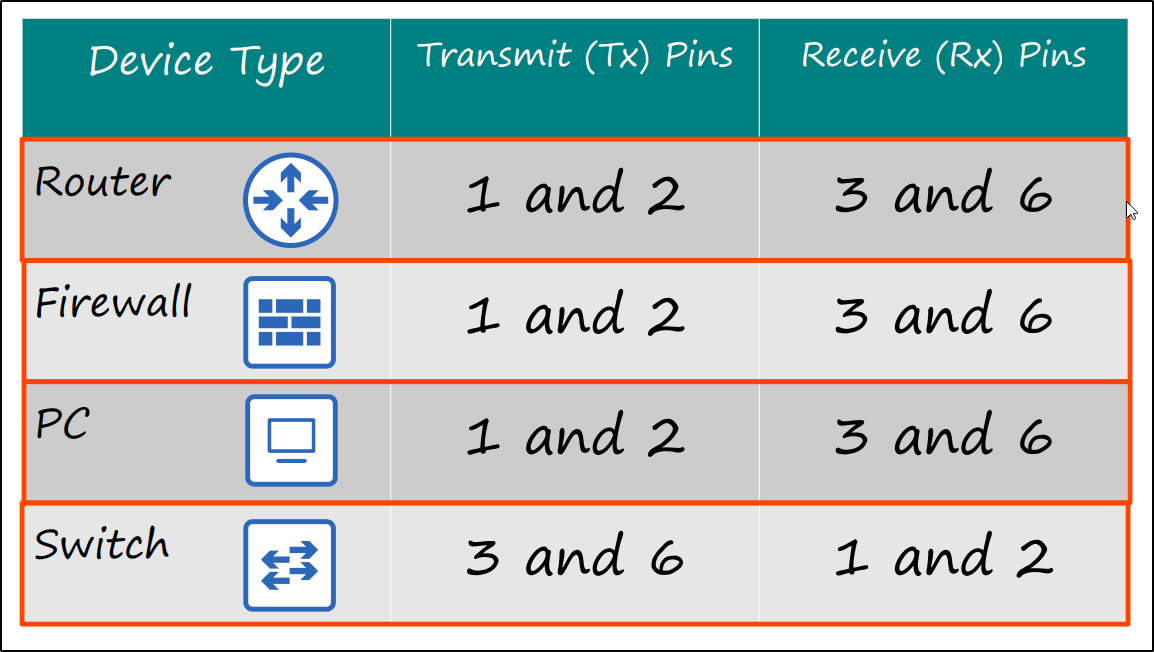 Device Type Transmit (Tx) Pins Receive (Rx) Pins
Router 1 and 2 3 and 6
Firewall 1 and 2 3 and 6
PC 1 and 2 3 and 6
Switch 3 and 6 1 and 2